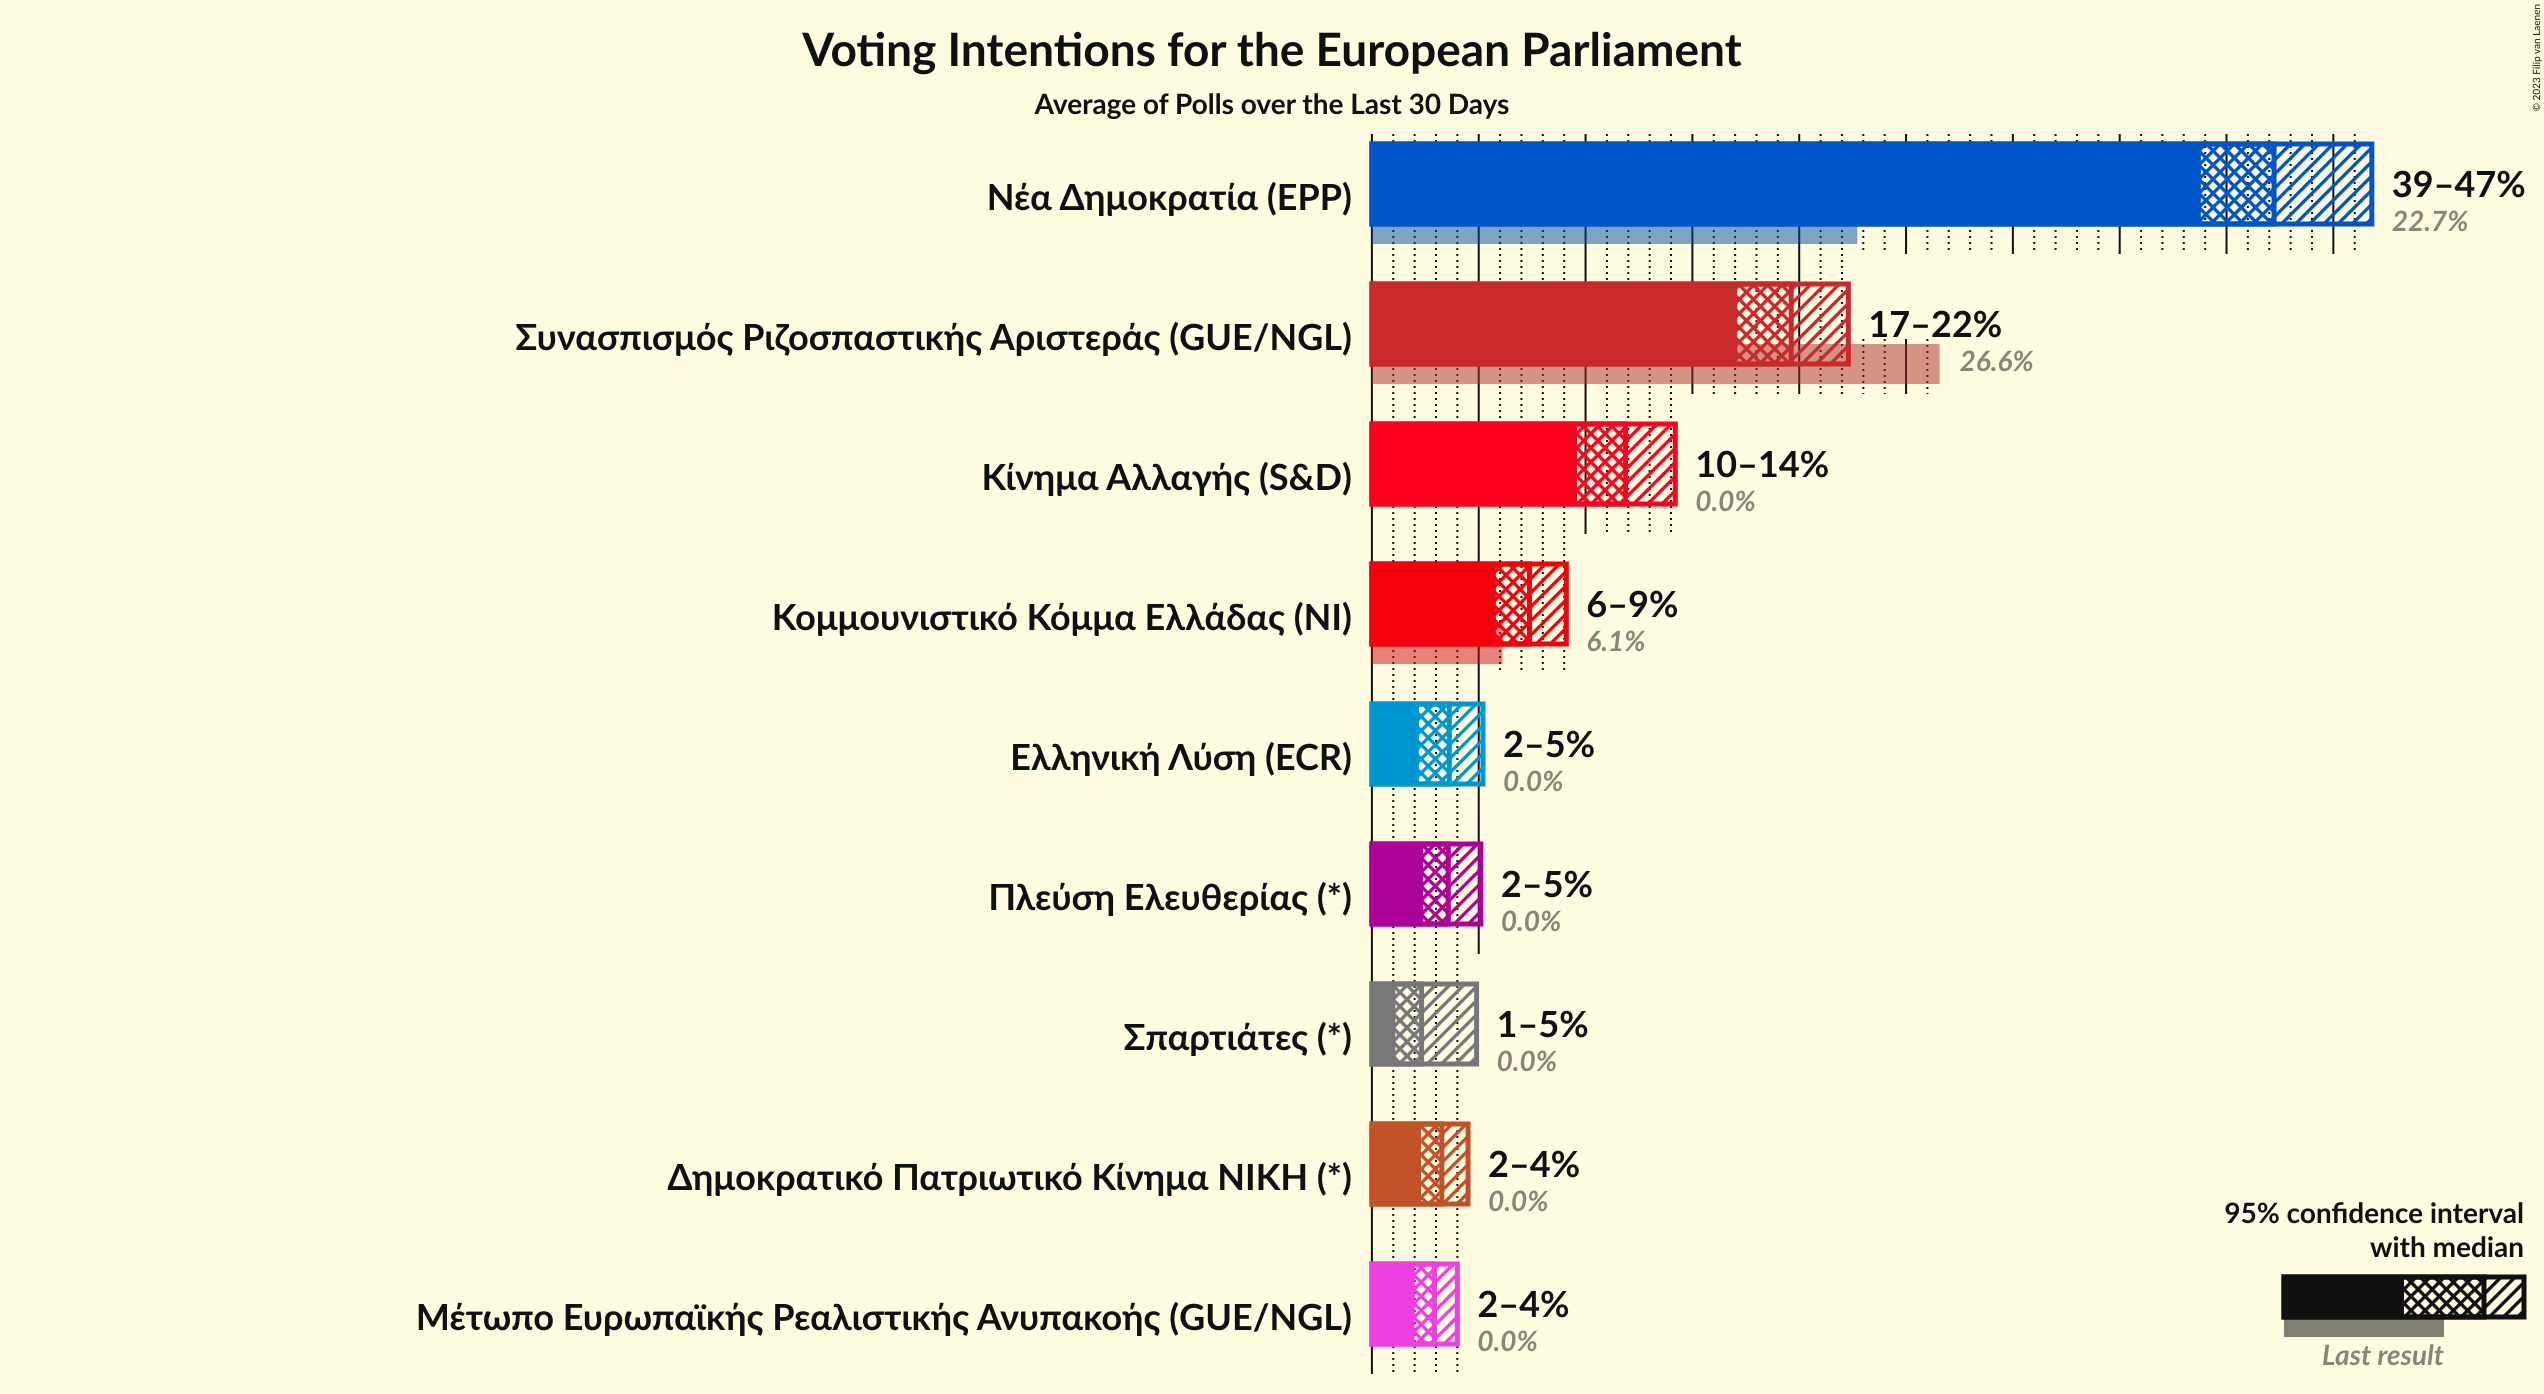 Voting Intentions for the European Parliament
Average of Polls over the Last 30 Days
© 2023 Filip van Laenen
Νέα Δημοκρατία (EPP)
39–47%
22.7%
Συνασπισμός Ριζοσπαστικής Αριστεράς (GUE/NGL)
17–22%
26.6%
Κίνημα Αλλαγής (S&D)
10–14%
0.0%
Κομμουνιστικό Κόμμα Ελλάδας (NI)
6–9%
6.1%
Ελληνική Λύση (ECR)
2–5%
0.0%
Πλεύση Ελευθερίας (*)
2–5%
0.0%
Σπαρτιάτες (*)
1–5%
0.0%
Δημοκρατικό Πατριωτικό Κίνημα ΝΙΚΗ (*)
2–4%
0.0%
Μέτωπο Ευρωπαϊκής Ρεαλιστικής Ανυπακοής (GUE/NGL)
2–4%
0.0%
95% confidence interval
with median
Last result